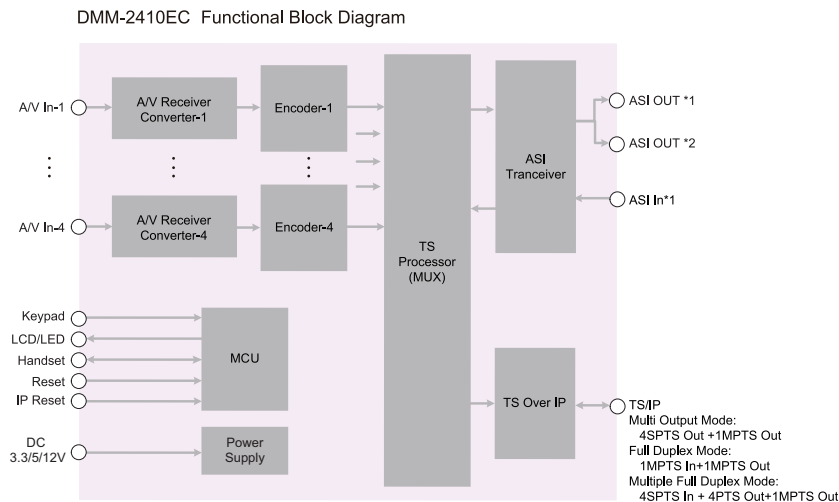 DMM-2410EC Functional Block Diagram
A/V In-1
A/V Receiver
Converter-1
Encoder-1
A/V In-4
A/V Receiver
Converter-4
Encoder-4
TS
Processor
(MUX)
ASI
Tranceiver
ASI OUT *1
ASI OUT *2
ASI In*1
Keypad
LCD/LED
Handset
Reset
IP Reset
MCU
DC
3.3/5/12V
Power
Supply
TS Over IP
TS/IP
Multi Output Mode:
4SPTS Out +1MPTS Out
Full Duplex Mode:
1MPTS In+1MPTS Out
Multiple Full Duplex Mode:
4SPTS In + 4PTS Out+1MPTS Out